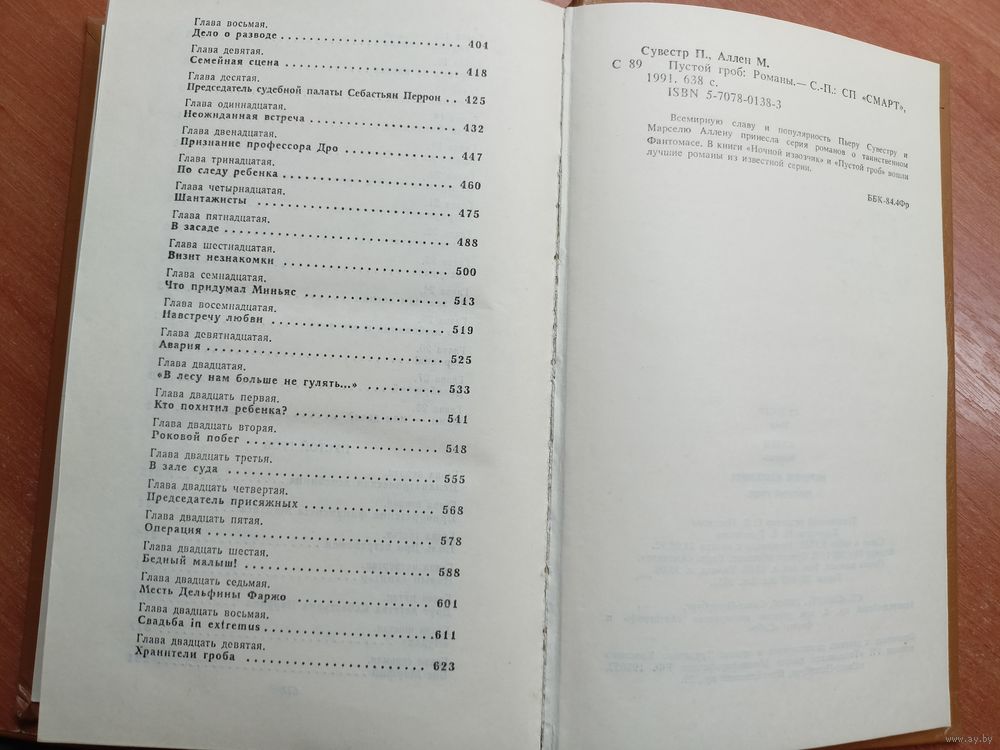 Глава восьмая.
Дело о разводе . . . . . . . . . . . . . . . . . . . 404
Глава девятая.
Семейная сцена . . . . . . . . . . . . . . . . . . . 418
Глава десятая.
Председатель судебной палаты Себастьян Перрон . . 425
Глава одиннадцатая.
Неожиданная встреча . . . . . . . . . . . . . . . . 432
Глава двенадцатая.
Признание профессора Дро . . . . . . . . . . . . . 447
Глава тринадцатая.
По следу ребенка . . . . . . . . . . . . . . . . . . 460
Глава четырнадцатая.
Шантажисты . . . . . . . . . . . . . . . . . . . . 475
Глава пятнадцатая.
В засаде . . . . . . . . . . . . . . . . . . . . . . 488
Глава шестнадцатая.
Визит незнакомки . . . . . . . . . . . . . . . . . . 500
Глава семнадцатая.
Что придумал Миньяс . . . . . . . . . . . . . . . 513
Глава восемнадцатая.
Навстречу любви . . . . . . . . . . . . . . . . . . 519
Глава девятнадцатая.
Авария . . . . . . . . . . . . . . . . . . . . . . . 525
Глава двадцатая.
«В лесу нам больше не гулять...» . . . . . . . . . 533
Глава двадцать первая.
Кто похитил ребенка? . . . . . . . . . . . . . . . 541
Глава двадцать вторая.
Роковой побег . . . . . . . . . . . . . . . . . . . 548
Глава двадцать третья.
В зале суда . . . . . . . . . . . . . . . . . . . . 555
Глава двадцать четвертая.
Председатель присяжных . . . . . . . . . . . . . . 568
Глава двадцать пятая.
Операция . . . . . . . . . . . . . . . . . . . . . . 578
Глава двадцать шестая.
Бедный малыш! . . . . . . . . . . . . . . . . . . . 588
Глава двадцать седьмая.
Месть Дельфины Фаржо . . . . . . . . . . . . . . 601
Глава двадцать восьмая.
Свадьба in extremus . . . . . . . . . . . . . . . . .611
Глава двадцать девятая.
Хранители гроба . . . . . . . . . . . . . . . . . . 623
Сувестр П., Аллен М.
С 89 Пустой гроб: Романы.— С.-П.: СП «СМАРТ»,
1991. 638 с.
ISBN 5-7078-0138-3
Всемирную славу и популярность Пьеру Сувестру и
Марселю Аллену принесла серия романов о таинственном
Фантомасе. В книги «Ночной извозчик» и «Пустой гроб» вошли
лучшие романы из известной серии.
ББК-84.4Фр
www.ay.by